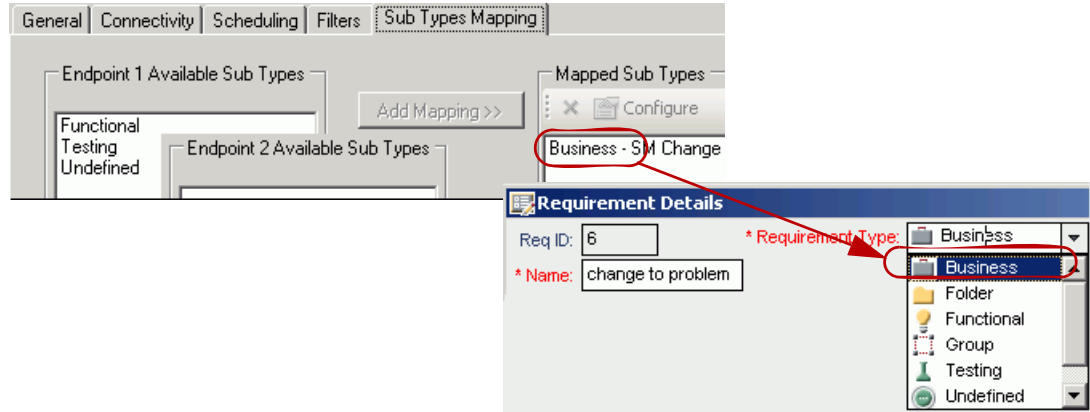 General Connectivity Scheduling Filters Sub Types Mapping
Endpoint 1 Available Sub Types
Functional
Testing
Undefined
Endpoint 2 Available Sub Types
Add Mapping >>
Mapped Sub Types
Configure
Business - SM Change
Requirement Details
Req ID: 6
* Requirement Type: Business
* Name: change to problem
Business
Folder
Functional
Group
Testing
Undefined